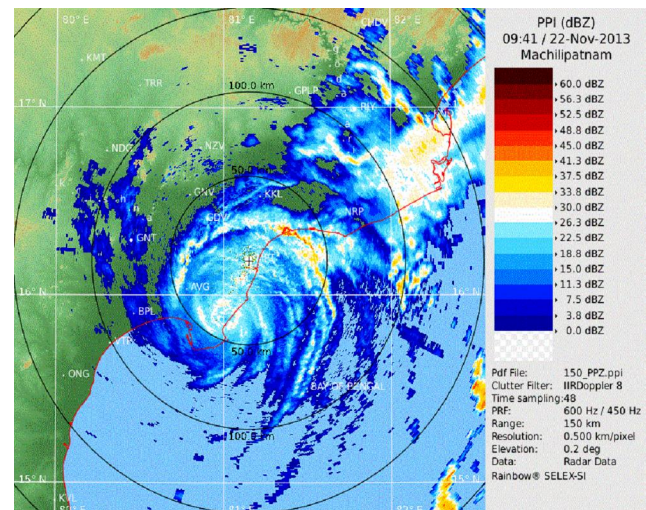 80° E
81° E
82° E
CHDV
KMT
TRR
100.0 km
GPLP
17° N
NZV
50.0 km
GNV
KKL
GDV
NRP
GNT
AVG
16° N
16° N
BPL
50.0 km
ONG
BAY OF BENGAL
100.0 km
15° N
15° N
KVL
PPI (dBZ)
09:41 / 22-Nov-2013
Machilipatnam
60.0 dBZ
56.3 dBZ
52.5 dBZ
48.8 dBZ
45.0 dBZ
41.3 dBZ
37.5 dBZ
33.8 dBZ
30.0 dBZ
26.3 dBZ
22.5 dBZ
18.8 dBZ
15.0 dBZ
11.3 dBZ
7.5 dBZ
3.8 dBZ
0.0 dBZ
Pdf File: 150_PPZ.ppi
Clutter Filter: IIRDoppler 8
Time sampling:48
PRF: 600 Hz / 450 Hz
Range: 150 km
Resolution: 0.500 km/pixel
Elevation: 0.2 deg
Data: Radar Data
Rainbow® SELEX-SI